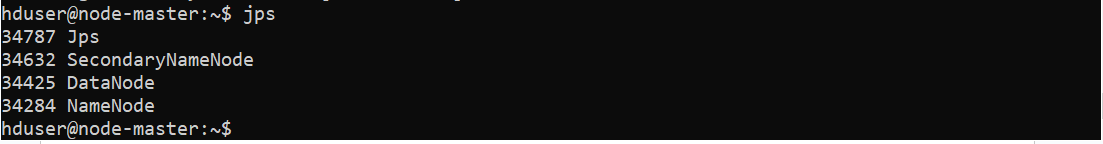 hduser@node-master:~$ jps
34787 Jps
34632 SecondaryNameNode
34425 DataNode
34284 NameNode
hduser@node-master:~$